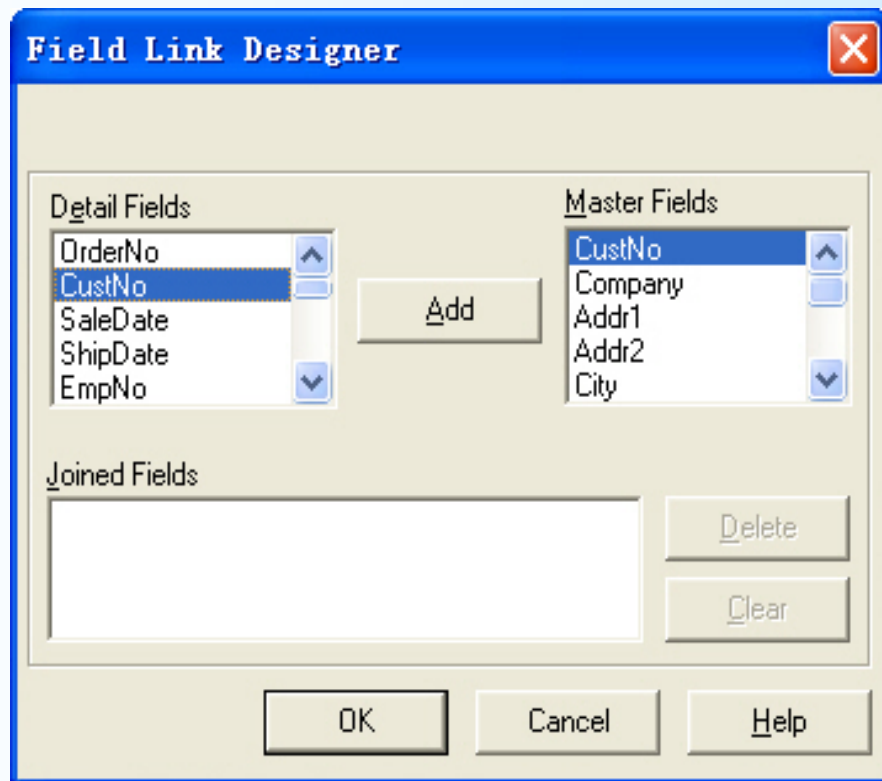 Field Link Designer
Detail Fields
OrderNo
CustNo
SaleDate
ShipDate
EmpNo
Add
Master Fields
CustNo
Company
Addr1
Addr2
City
Joined Fields
Delete
Clear
OK
Cancel
Help